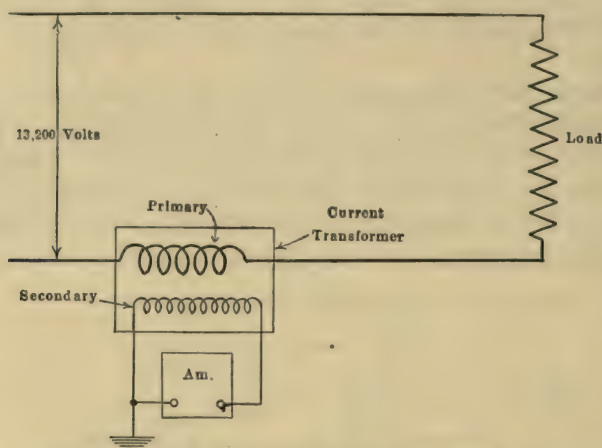 13,200 Volts
Load
Primary
Current
Transformer
Secondary
Am.